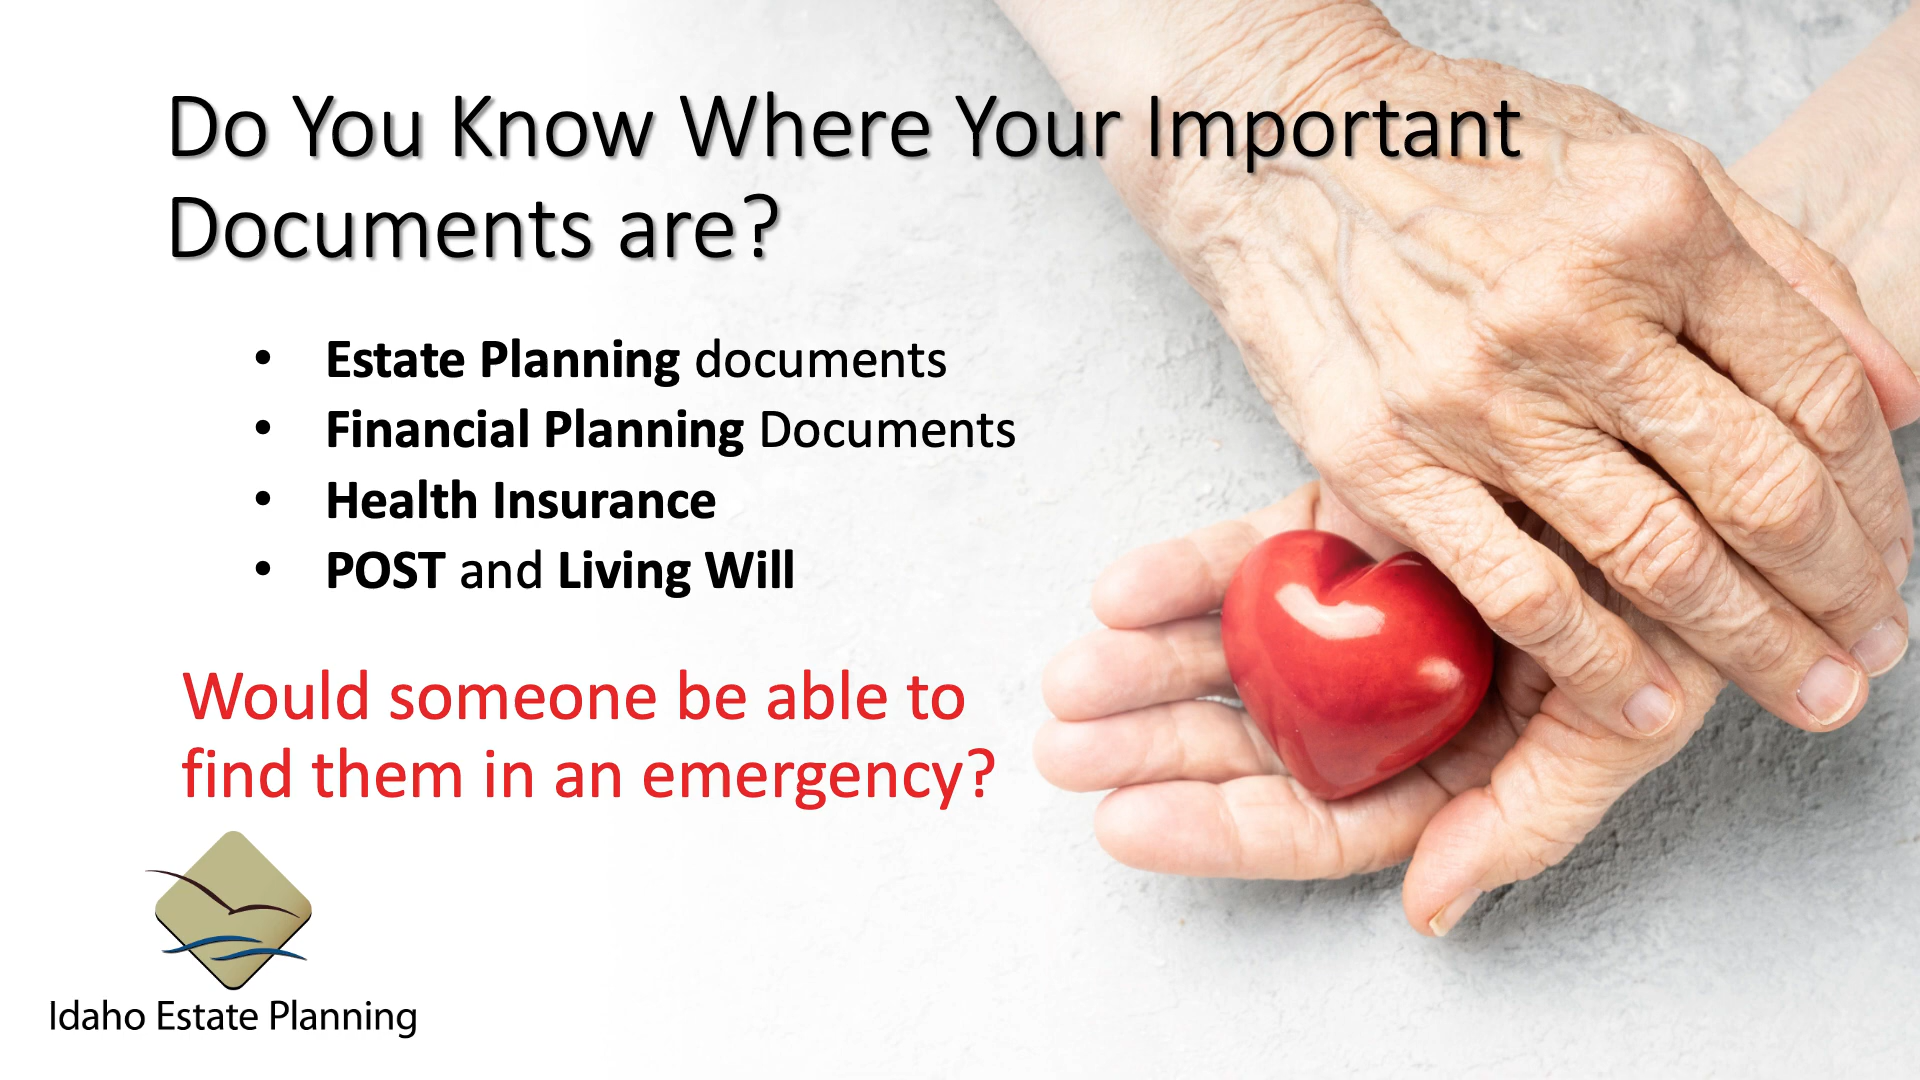 Do You Know Where Your Important
Documents are?
• Estate Planning documents
• Financial Planning Documents
• Health Insurance
• POST and Living Will
Would someone be able to
find them in an emergency?
Idaho Estate Planning